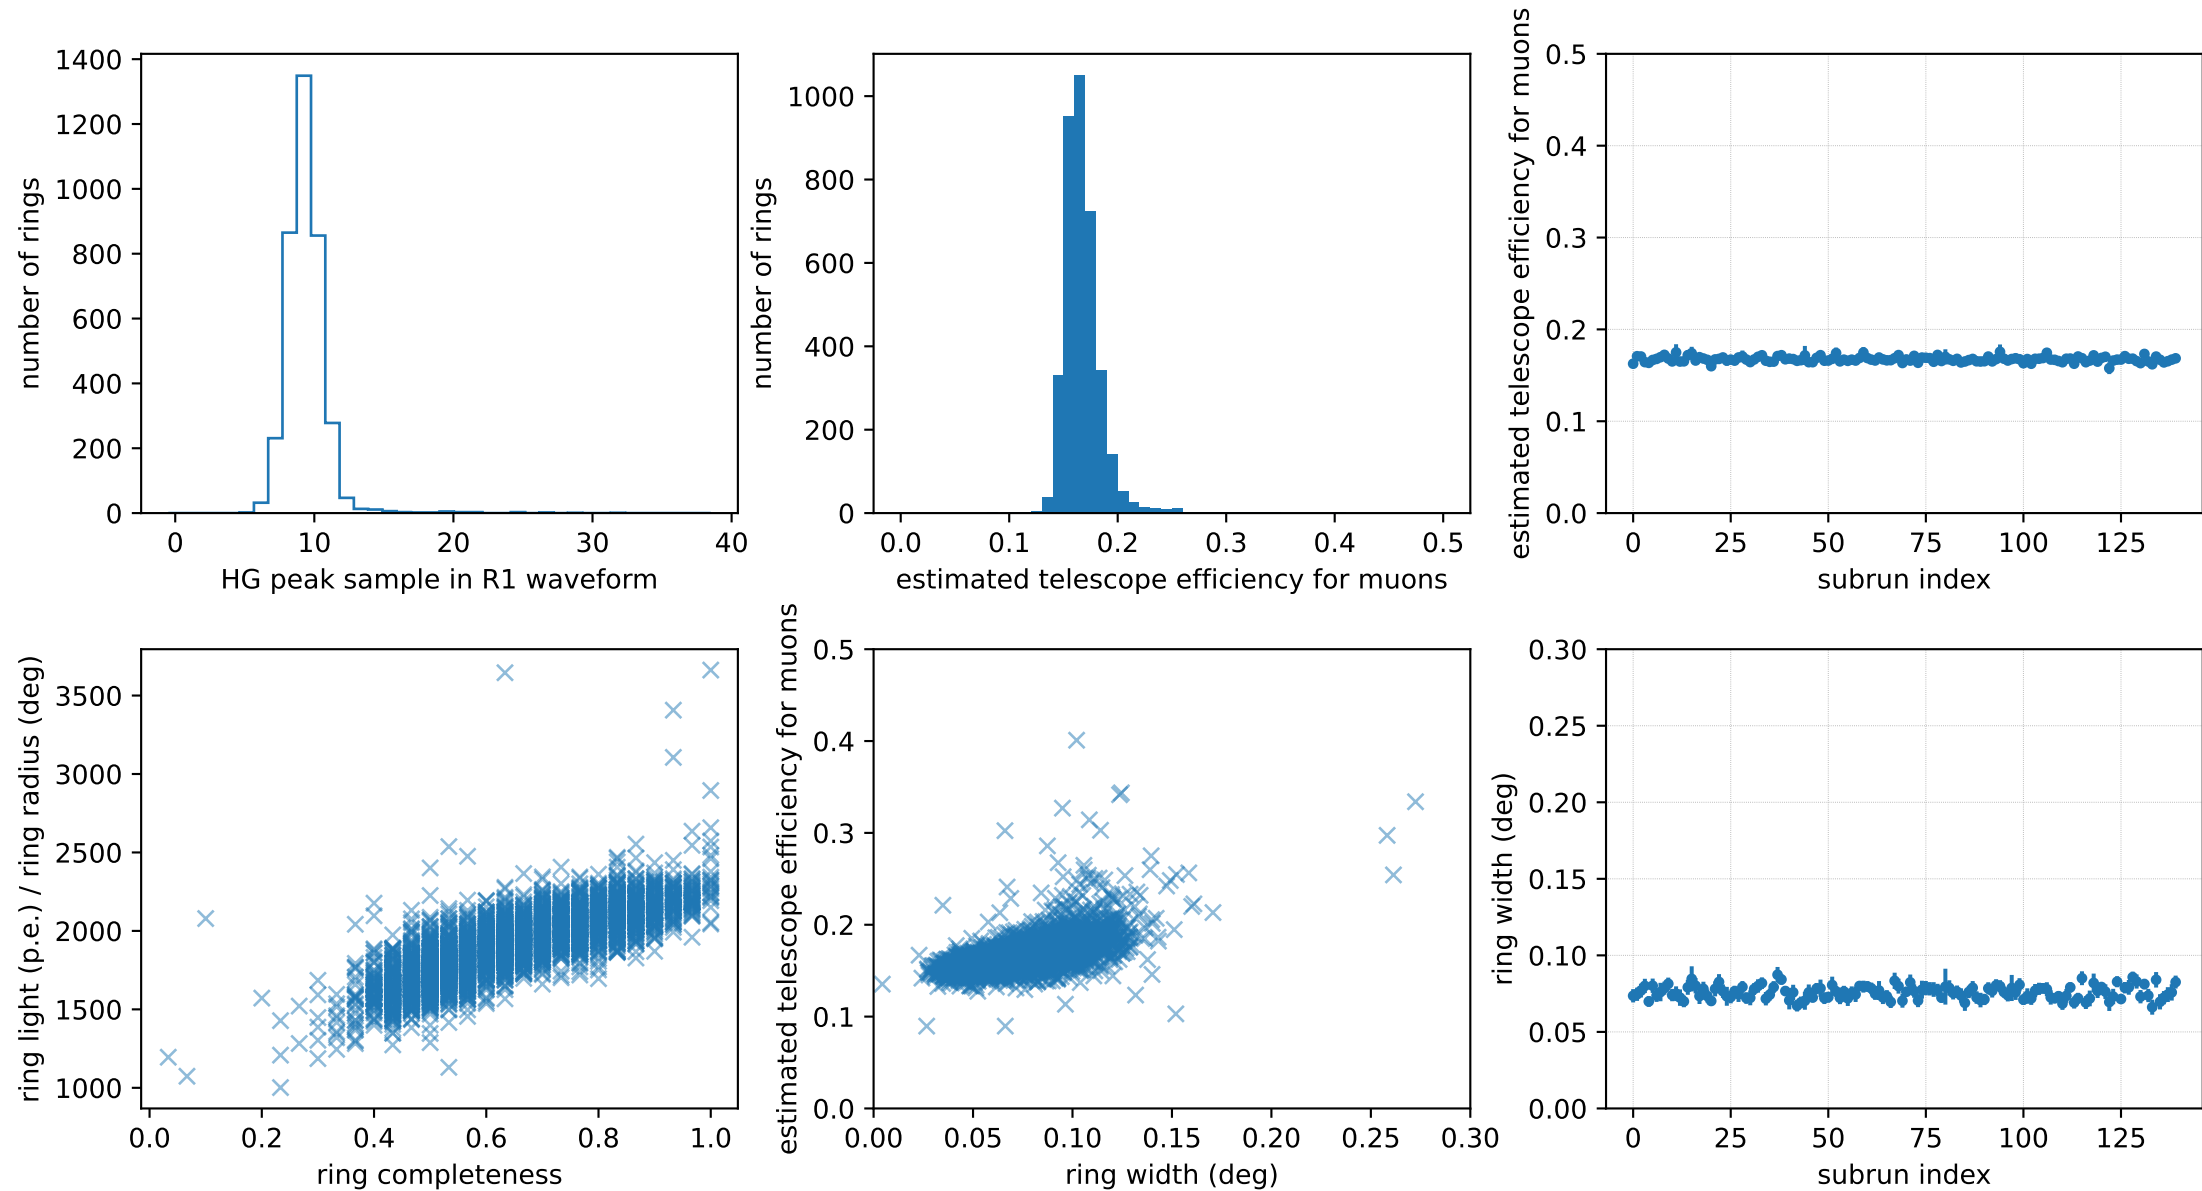 number of rings
1400
1200
1000
800
600
400
200
0
0 10 20 30 40
HG peak sample in R1 waveform
number of rings
1000
800
600
400
200
0
0.0 0.1 0.2 0.3 0.4 0.5
estimated telescope efficiency for muons
estimated telescope efficiency for muons
0.5
0.4
0.3
0.2
0.1
0.0
0 25 50 75 100 125
subrun index
ring light (p.e.) / ring radius (deg)
3500
3000
2500
2000
1500
1000
0.0 0.2 0.4 0.6 0.8 1.0
ring completeness
estimated telescope efficiency for muons
0.5
0.4
0.3
0.2
0.1
0.0
0.00 0.05 0.10 0.15 0.20 0.25 0.30
ring width (deg)
ring width (deg)
0.30
0.25
0.20
0.15
0.10
0.05
0.00
0 25 50 75 100 125
subrun index